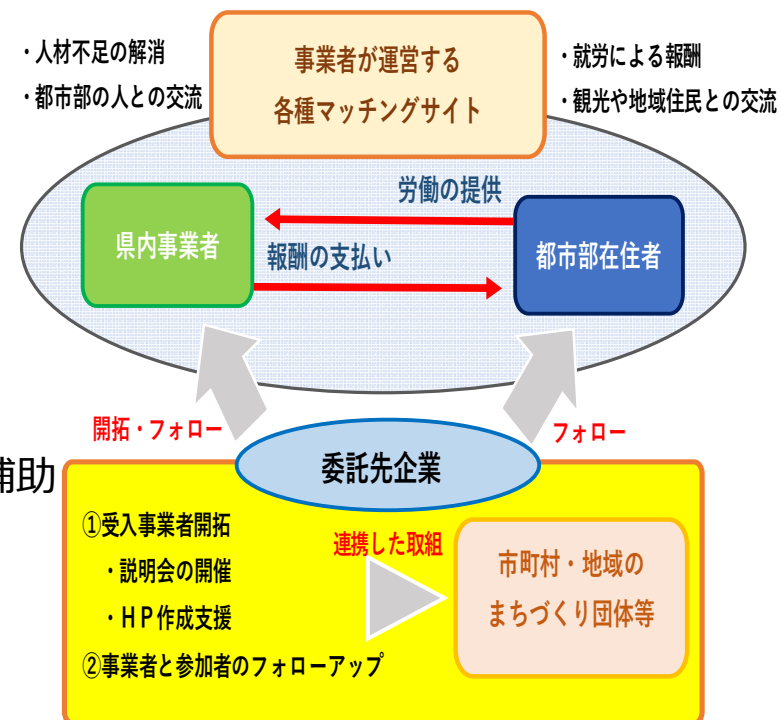 ・人材不足の解消
・都市部の人との交流
事業者が運営する
各種マッチングサイト
・就労による報酬
・観光や地域住民との交流
労働の提供
県内事業者
報酬の支払い
都市部在住者
開拓・フォロー
フォロー
委託先企業
補助
①受入事業者開拓
・説明会の開催
・ＨＰ作成支援
②事業者と参加者のフォローアップ
連携した取組
市町村・地域の
まちづくり団体等